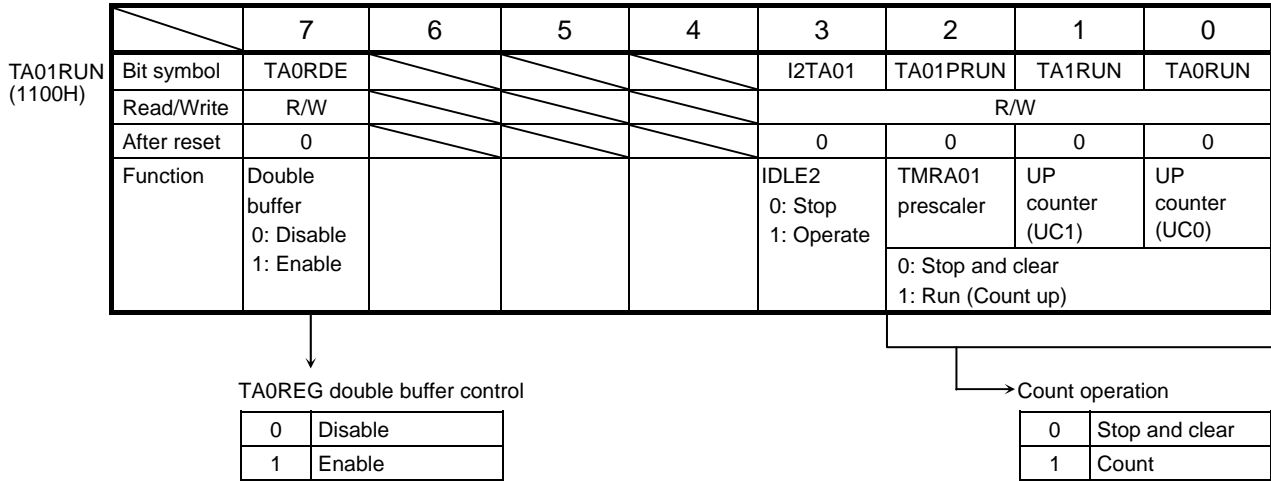 7 6 5 4 3 2 1 0
TA01RUN
(1100H)
Bit symbol TA0RDE I2TA01 TA01PRUN TA1RUN TA0RUN
Read/Write R/W R/W
After reset 0 0 0 0 0
Function Double IDLE2 TMRA01 UP UP
buffer 0: Stop prescaler counter counter
0: Disable 1: Operate (UC1) (UC0)
1: Enable 0: Stop and clear
1: Run (Count up)
TA0REG double buffer control Count operation
0 Disable 0 Stop and clear
1 Enable 1 Count